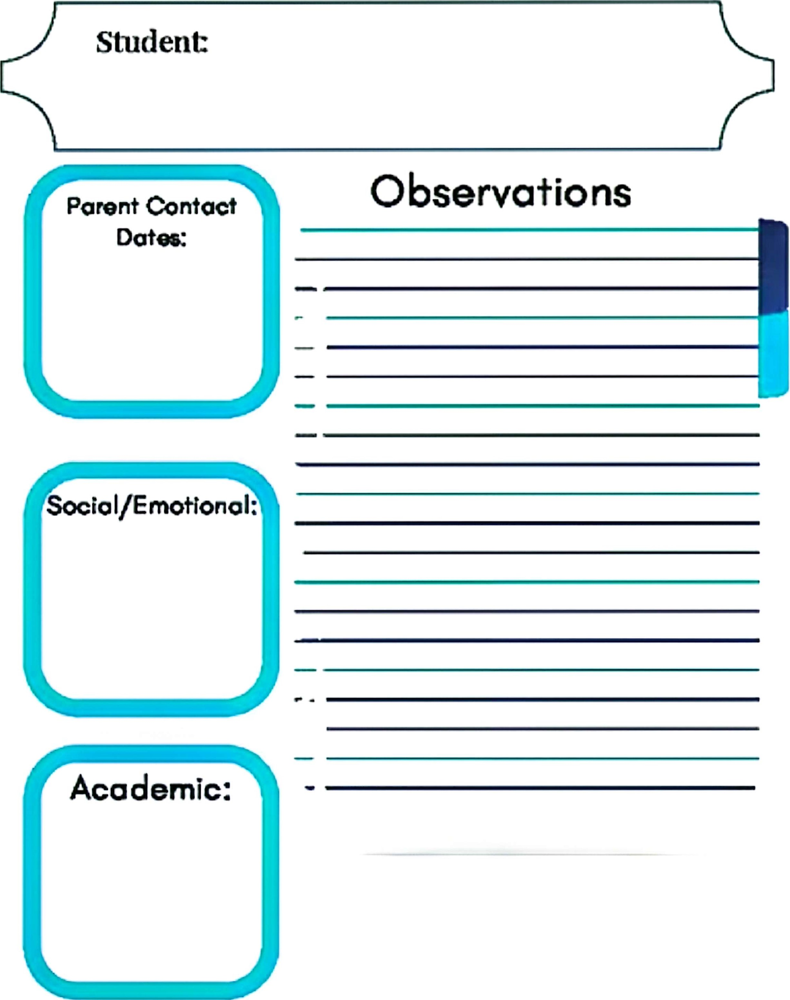 Student:
Parent Contact
Dates:
Observations
Social/Emotional:
Academic: